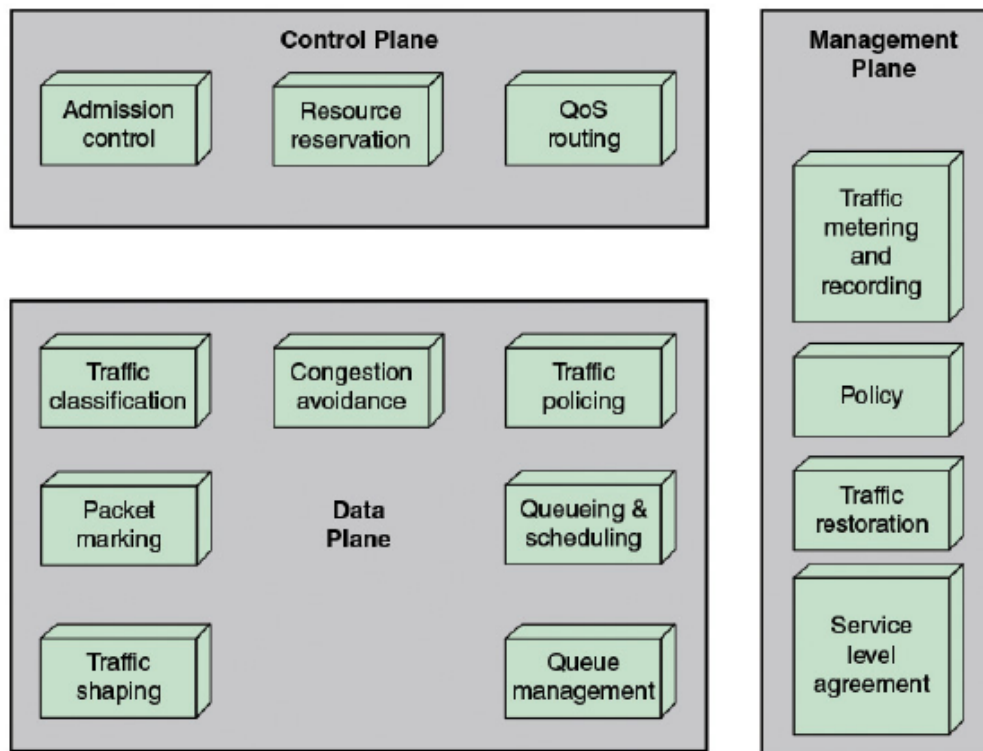 Control Plane
Admission
control
Resource
reservation
QoS
routing
Traffic
classification
Congestion
avoidance
Traffic
policing
Packet
marking
Data
Plane
Queueing &
scheduling
Traffic
shaping
Queue
management
Management
Plane
Traffic
metering
and
recording
Policy
Traffic
restoration
Service
level
agreement